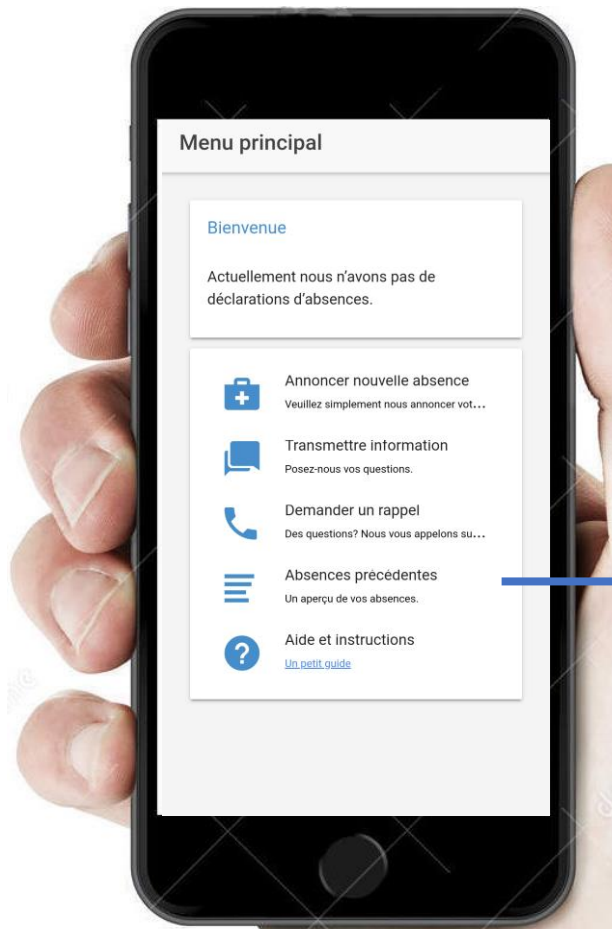 Menu principal
Bienvenue
Actuellement nous n’avons pas de
déclarations d’absences.
Annoncer nouvelle absence
Veuillez simplement nous annoncer vot...
Transmettre information
Posez-nous vos questions.
Demander un rappel
Des questions? Nous vous appelons su...
Absences précédentes
Un aperçu de vos absences.
Aide et instructions
Un petit guide